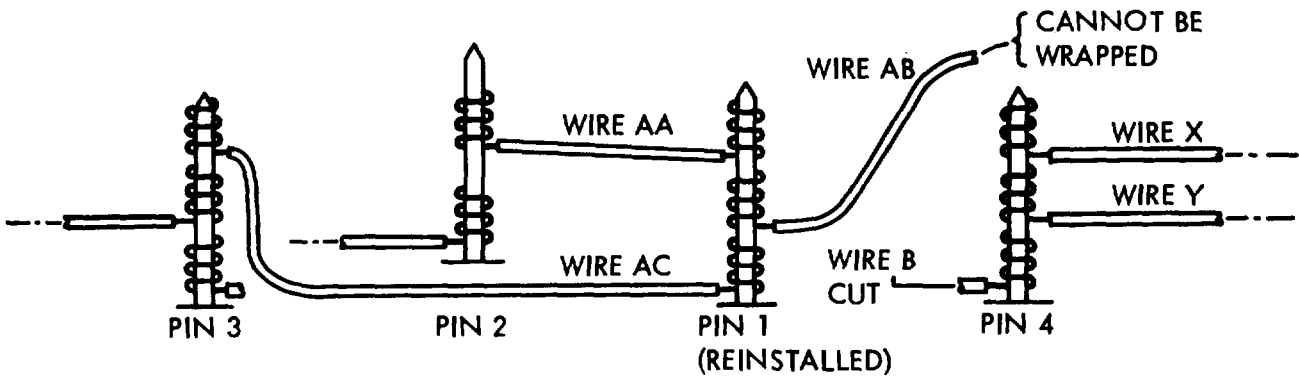 CANNOT BE
WRAPPED
WIRE AB
WIRE AA
WIRE X
WIRE Y
WIRE AC
WIRE B
CUT
PIN 3
PIN 2
PIN 1
(REINSTALLED)
PIN 4